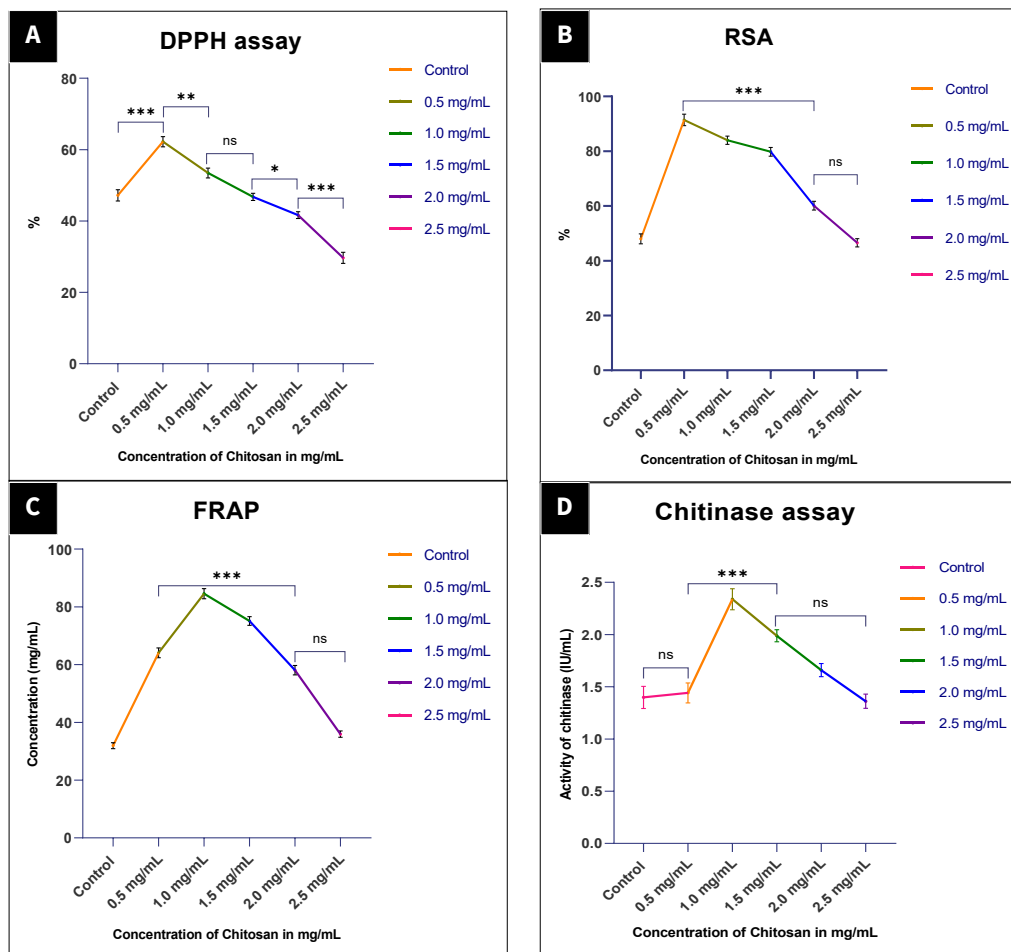 A
DPPH assay
80
60
40
20
0
%
***
**
ns
*
***
Control
0.5 mg/mL
1.0 mg/mL
1.5 mg/mL
2.0 mg/mL
2.5 mg/mL
Concentration of Chitosan in mg/mL
Control
0.5 mg/mL
1.0 mg/mL
1.5 mg/mL
2.0 mg/mL
2.5 mg/mL
B
RSA
100
80
60
40
20
0
%
***
ns
Control
0.5 mg/mL
1.0 mg/mL
1.5 mg/mL
2.0 mg/mL
2.5 mg/mL
Concentration of Chitosan in mg/mL
Control
0.5 mg/mL
1.0 mg/mL
1.5 mg/mL
2.0 mg/mL
2.5 mg/mL
C
FRAP
100
80
60
40
20
0
Concentration (mg/mL)
***
ns
Control
0.5 mg/mL
1.0 mg/mL
1.5 mg/mL
2.0 mg/mL
2.5 mg/mL
Concentration of Chitosan in mg/mL
Control
0.5 mg/mL
1.0 mg/mL
1.5 mg/mL
2.0 mg/mL
2.5 mg/mL
D
Chitinase assay
2.5
2.0
1.5
1.0
0.5
0.0
Activity of chitinase (IU/mL)
ns
***
ns
Control
0.5 mg/mL
1.0 mg/mL
1.5 mg/mL
2.0 mg/mL
2.5 mg/mL
Concentration of Chitosan in mg/mL
Control
0.5 mg/mL
1.0 mg/mL
1.5 mg/mL
2.0 mg/mL
2.5 mg/mL